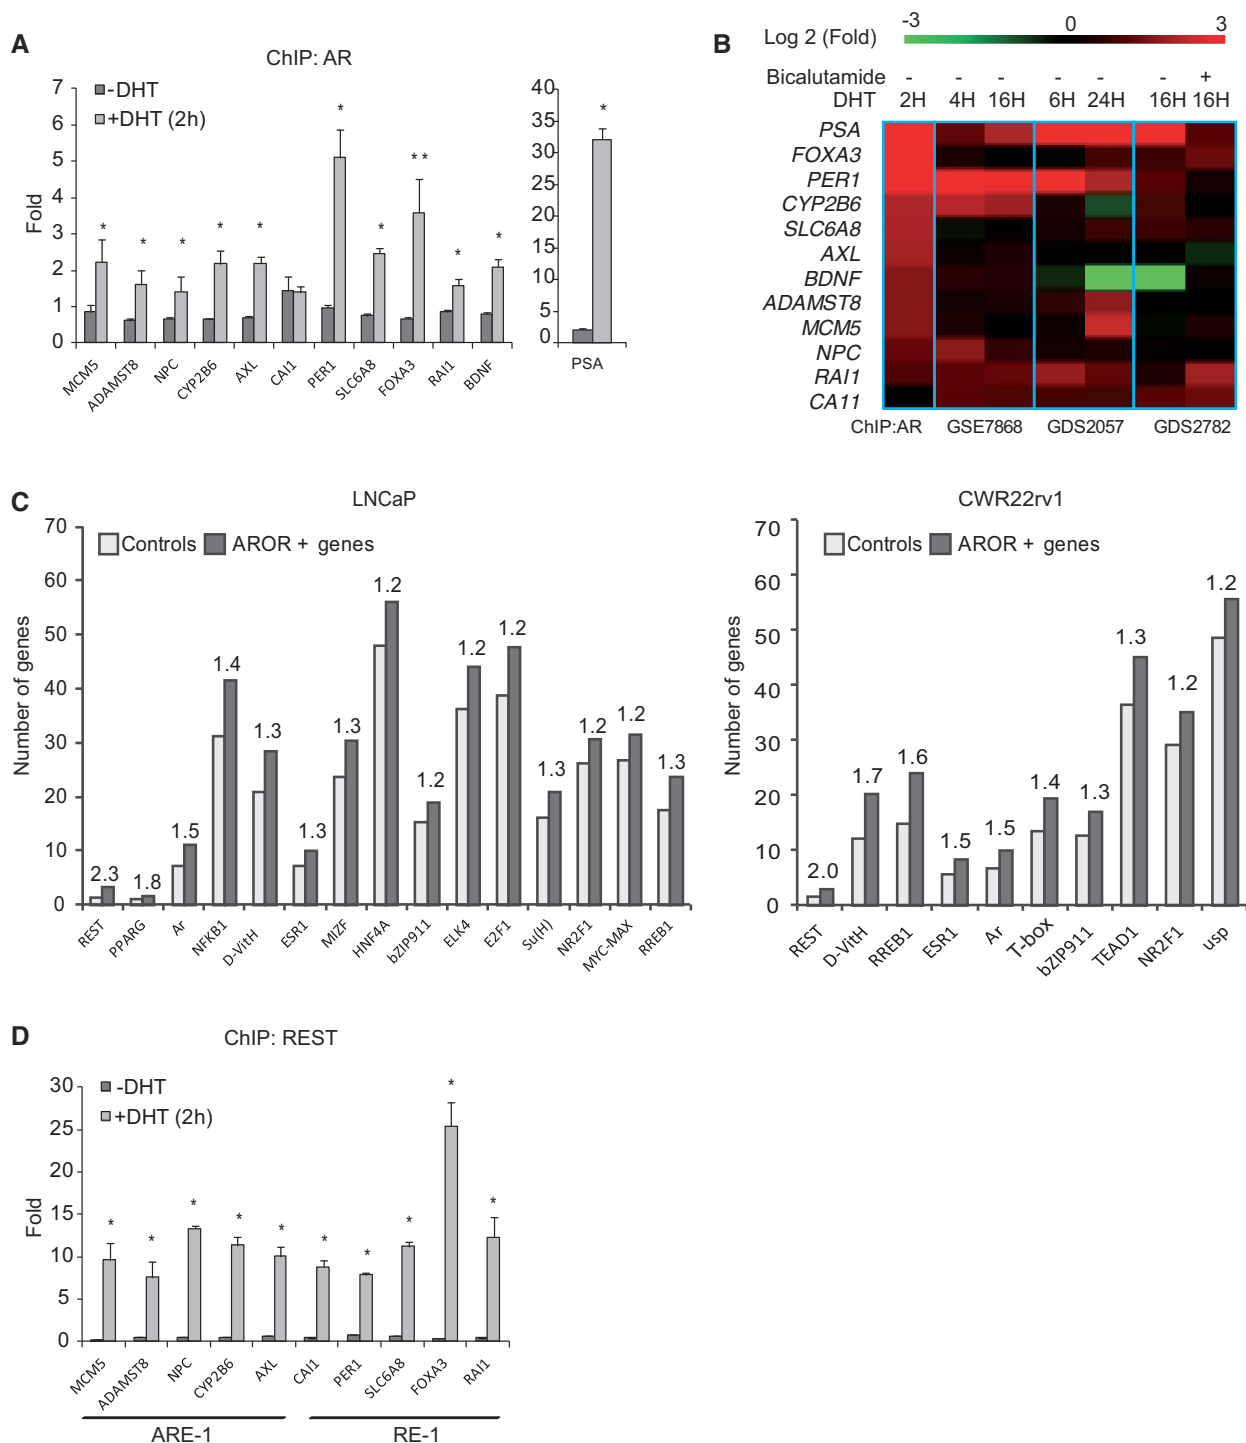 A
ChIP: AR
-DHT
+DHT (2h)
Fold
7
6
5
4
3
2
1
0
* * * * * * * ** * *
MCM5 ADAMST8 NPC CYP2B6 AXL CAI1 PER1 SLC6A8 FOXA3 RAI1 BDNF
40
35
30
25
20
15
10
5
0
*
PSA
B
Log 2 (Fold) -3 0 3
Bicalutamide - - - - - - +
DHT 2H 4H 16H 6H 24H 16H 16H
PSA
FOXA3
PER1
CYP2B6
SLC6A8
AXL
BDNF
ADAMST8
MCM5
NPC
RAI1
CA11
ChIP:AR GSE7868 GDS2057 GDS2782
C
LNCaP
Controls AROR + genes
Number of genes
70
60
50
40
30
20
10
0
2.3 1.8 1.5 1.4 1.3 1.3 1.3 1.2 1.2 1.2 1.2 1.3 1.2 1.2 1.3
REST PPARG Ar NFKB1 D-VitH ESR1 MIZF HNF4A bZIP911 ELK4 E2F1 Su(H) NR2F1 MYC-MAX RREB1
CWR22rv1
Controls AROR + genes
Number of genes
70
60
50
40
30
20
10
0
2.0 1.7 1.6 1.5 1.5 1.4 1.3 1.3 1.2 1.2
REST D-VitH RREB1 ESR1 Ar T-box bZIP911 TEAD1 NR2F1 usp
D
ChIP: REST
-DHT
+DHT (2h)
Fold
30
25
20
15
10
5
0
* * * * * * * * * *
MCM5 ADAMST8 NPC CYP2B6 AXL CAI1 PER1 SLC6A8 FOXA3 RAI1
ARE-1 RE-1